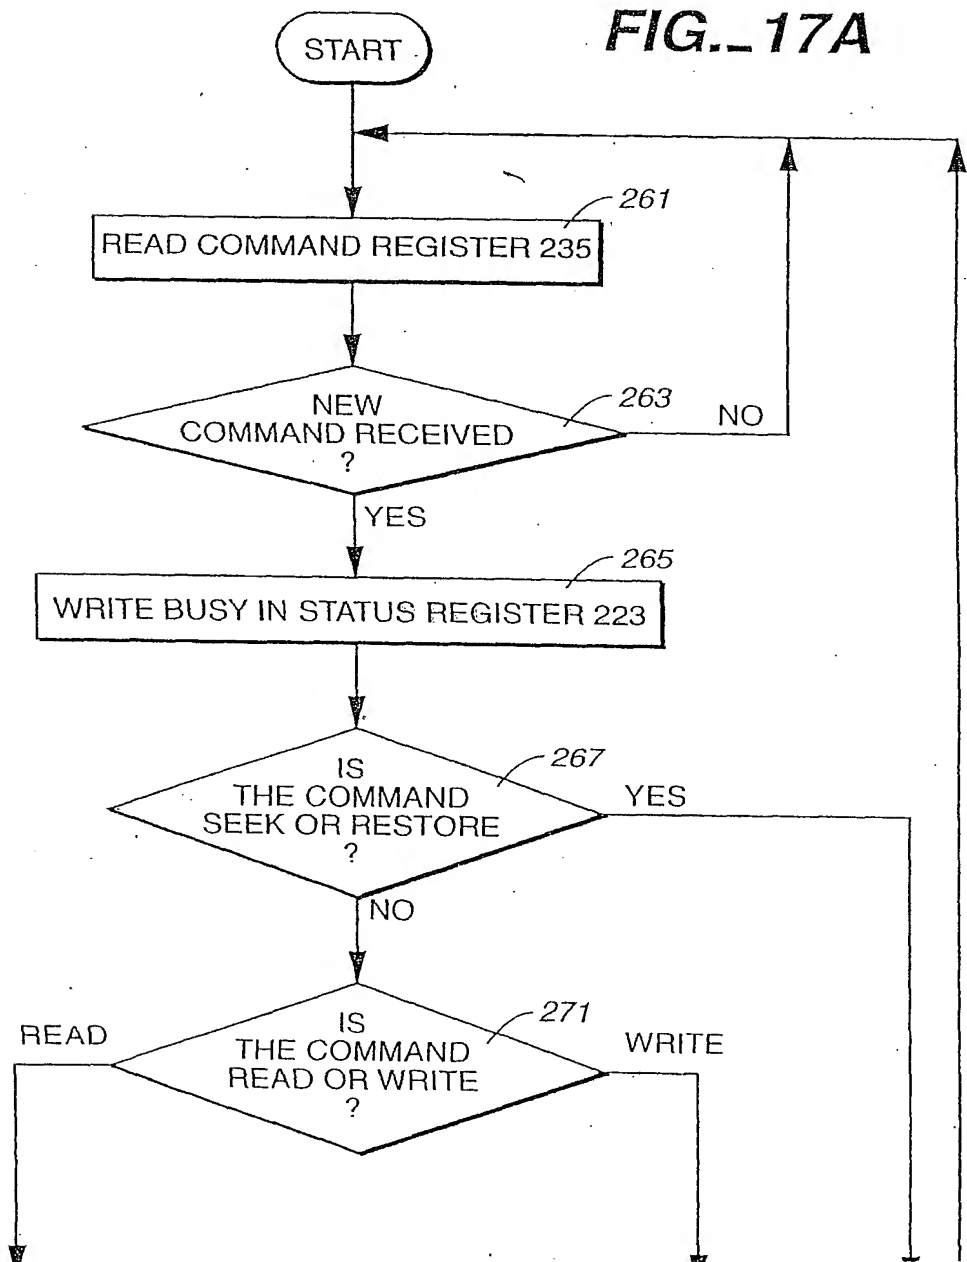 FIG._17A
START
261
READ COMMAND REGISTER 235
263
NEW
COMMAND RECEIVED
?
NO
YES
265
WRITE BUSY IN STATUS REGISTER 223
267
IS
THE COMMAND
SEEK OR RESTORE
?
YES
NO
271
IS
THE COMMAND
READ OR WRITE
?
READ
WRITE